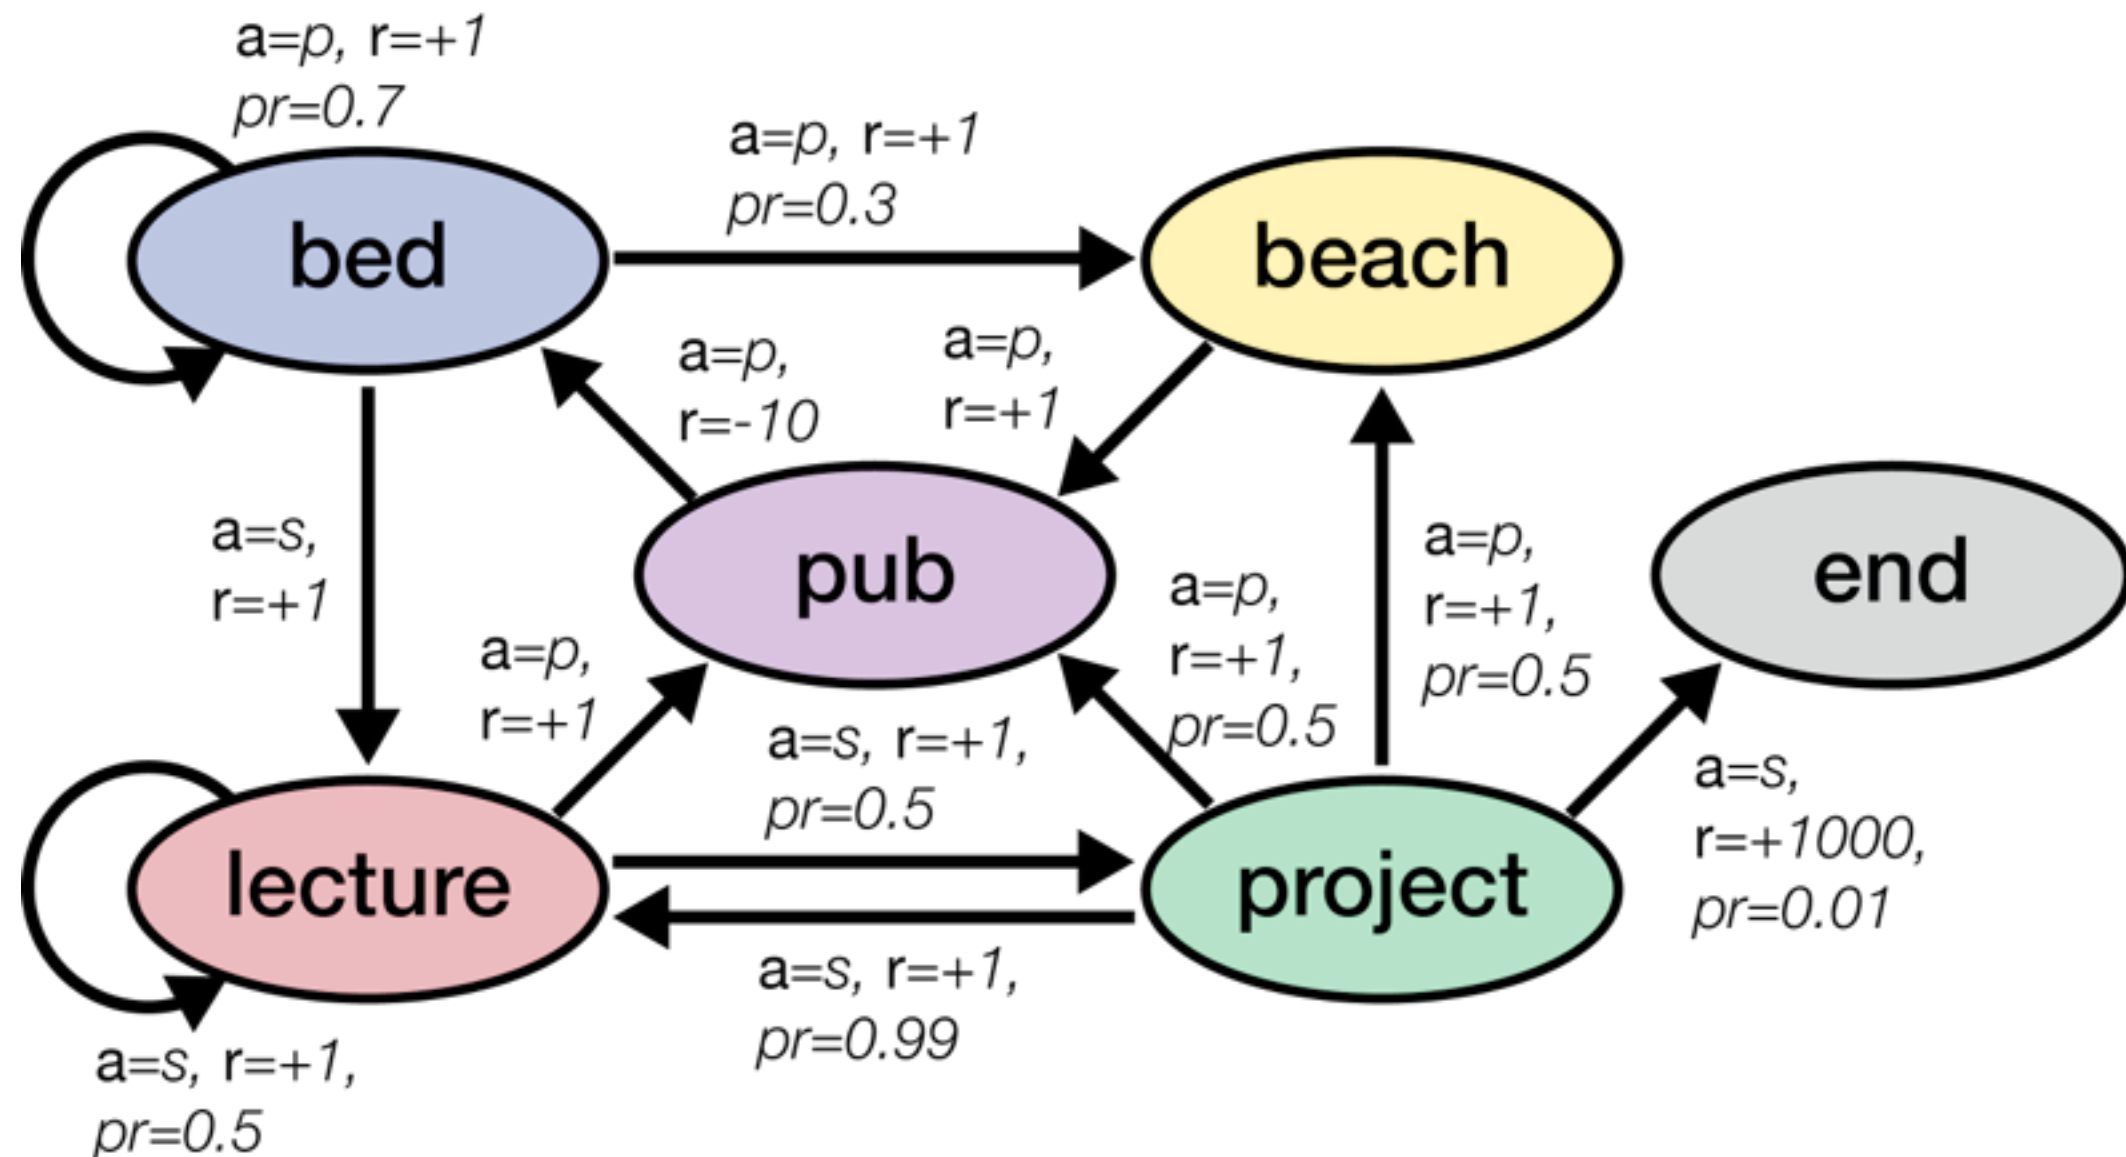 a=p, r=+1
pr=0.7
a=p, r=+1
pr=0.3
bed
beach
a=p,
r=-10
a=p,
r=+1
a=s,
r=+1
pub
a=p,
r=+1,
pr=0.5
a=p,
r=+1,
pr=0.5
end
a=p,
r=+1
a=s, r=+1,
pr=0.5
a=s,
r=+1000,
pr=0.01
lecture
project
a=s, r=+1,
pr=0.99
a=s, r=+1,
pr=0.5